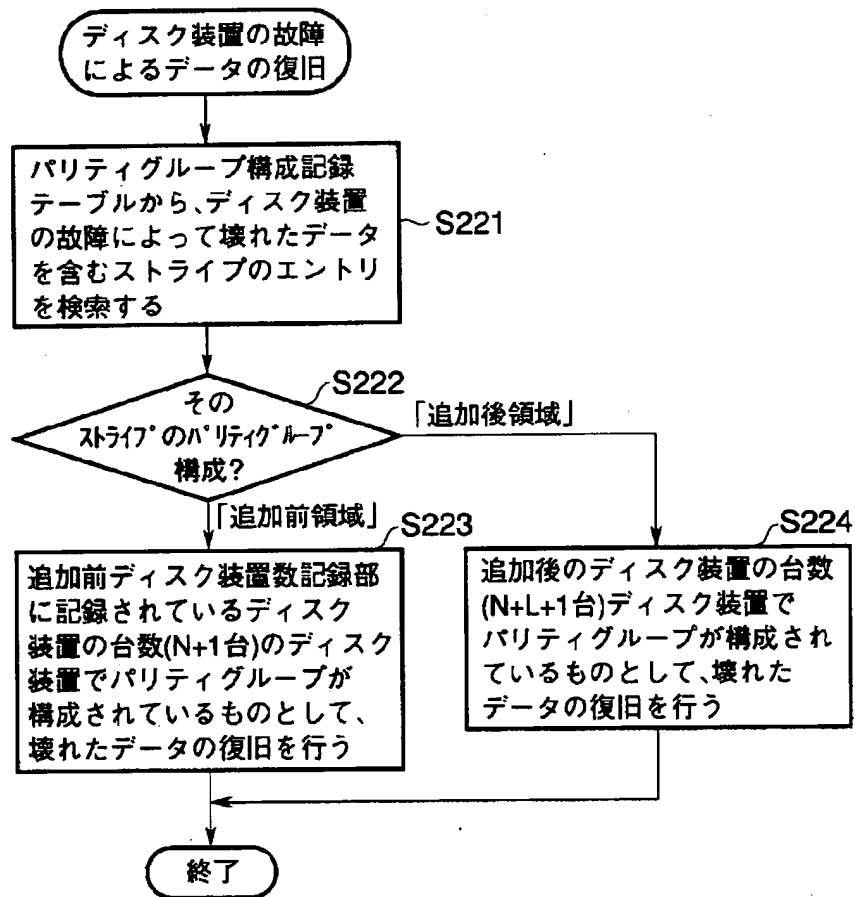 ディスク装置の故障
によるデータの復旧
パリティグループ構成記録
テーブルから、ディスク装置
の故障によって壊れたデータ
を含むストライプのエントリ
を検索する
S221
S222
その
ｽﾄﾗｲﾌﾟのﾊﾟﾘﾃｨｸﾞﾙｰﾌﾟ
構成?
「追加後領域」
「追加前領域」
S223
追加前ディスク装置数記録部
に記録されているディスク
装置の台数(N+1台)のディスク
装置でパリティグループが
構成されているものとして、
壊れたデータの復旧を行う
S224
追加後のディスク装置の台数
(N+L+1台)ディスク装置で
パリティグループが構成され
ているものとして、壊れた
データの復旧を行う
終了